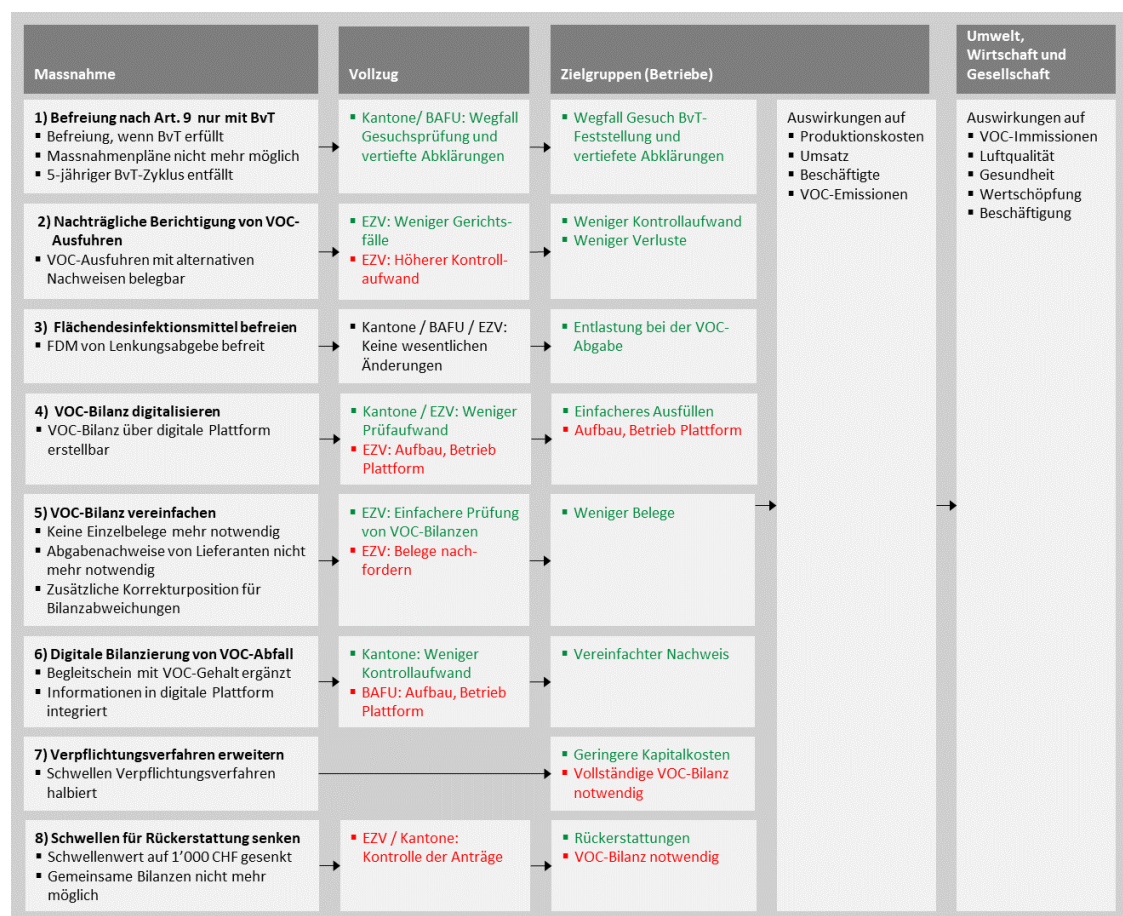 Massnahme
Vollzug
Zielgruppen (Betriebe)
Umwelt,
Wirtschaft und
Gesellschaft
1) Befreiung nach Art. 9 nur mit BvT
▪ Befreiung, wenn BvT erfüllt
▪ Massnahmenpläne nicht mehr möglich
▪ 5-jähriger BvT-Zyklus entfällt
▪ Kantone/ BAFU: Wegfall
Gesuchsprüfung und
vertiefte Abklärungen
▪ Wegfall Gesuch BvT-
Feststellung und
vertiefete Abklärungen
Auswirkungen auf
▪ Produktionskosten
▪ Umsatz
▪ Beschäftigte
▪ VOC-Emissionen
Auswirkungen auf
▪ VOC-Immissionen
▪ Luftqualität
▪ Gesundheit
▪ Wertschöpfung
▪ Beschäftigung
2) Nachträgliche Berichtigung von VOC-
Ausfuhren
▪ VOC-Ausfuhren mit alternativen
Nachweisen belegbar
▪ EZV: Weniger Gerichts-
fälle
▪ EZV: Höherer Kontroll-
aufwand
▪ Weniger Kontrollaufwand
▪ Weniger Verluste
3) Flächendesinfektionsmittel befreien
▪ FDM von Lenkungsabgebe befreit
▪ Kantone / BAFU / EZV:
Keine wesentlichen
Änderungen
▪ Entlastung bei der VOC-
Abgabe
4) VOC-Bilanz digitalisieren
▪ VOC-Bilanz über digitale Plattform
erstellbar
▪ Kantone / EZV: Weniger
Prüfaufwand
▪ EZV: Aufbau, Betrieb
Plattform
▪ Einfacheres Ausfüllen
▪ Aufbau, Betrieb Plattform
5) VOC-Bilanz vereinfachen
▪ Keine Einzelbelege mehr notwendig
▪ Abgabenachweise von Lieferanten nicht
mehr notwendig
▪ Zusätzliche Korrekturposition für
Bilanzabweichungen
▪ EZV: Einfachere Prüfung
von VOC-Bilanzen
▪ EZV: Belege nach-
fordern
▪ Weniger Belege
6) Digitale Bilanzierung von VOC-Abfall
▪ Begleitschein mit VOC-Gehalt ergänzt
▪ Informationen in digitale Plattform
integriert
▪ Kantone: Weniger
Kontrollaufwand
▪ BAFU: Aufbau, Betrieb
Plattform
▪ Vereinfachter Nachweis
7) Verpflichtungsverfahren erweitern
▪ Schwellen Verpflichtungsverfahren
halbiert
▪ Geringere Kapitalkosten
▪ Vollständige VOC-Bilanz
notwendig
8) Schwellen für Rückerstattung senken
▪ Schwellenwert auf 1’000 CHF gesenkt
▪ Gemeinsame Bilanzen nicht mehr
möglich
▪ EZV / Kantone:
Kontrolle der Anträge
▪ Rückerstattungen
▪ VOC-Bilanz notwendig